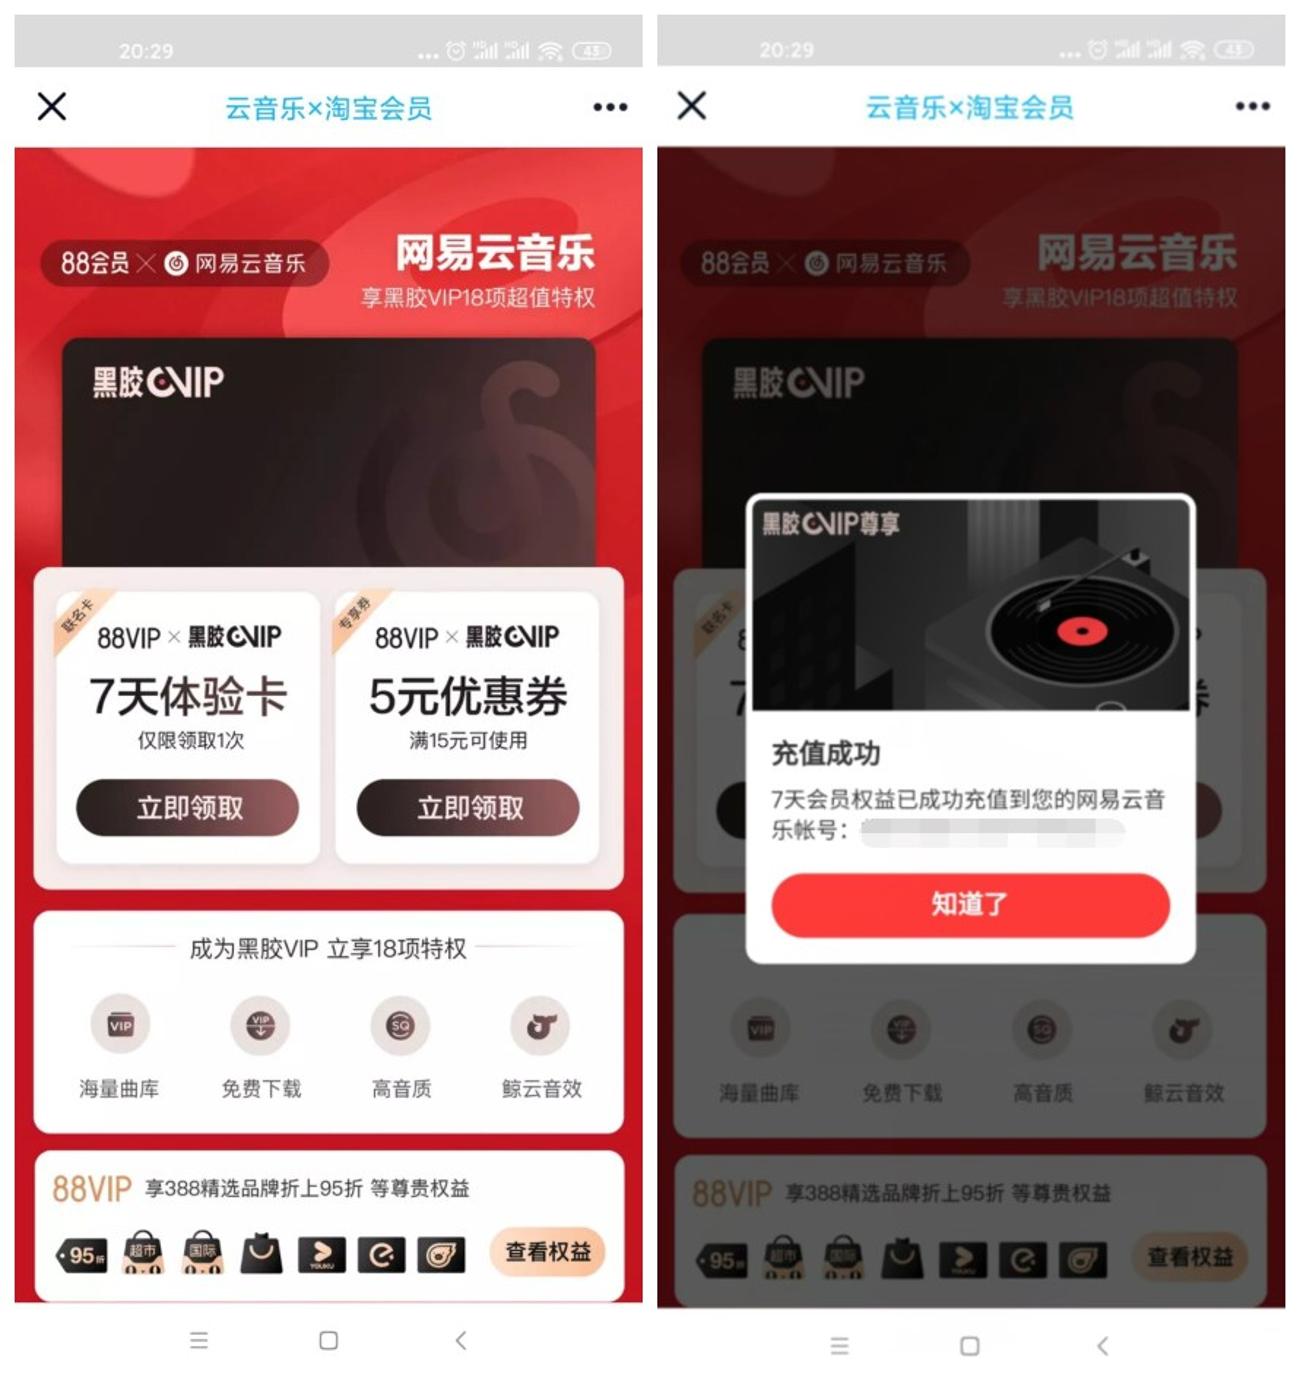 20:29
43
云音乐×淘宝会员
88会员×网易云音乐
网易云音乐
享黑胶VIP18项超值特权
黑胶VIP
联名卡
88VIP × 黑胶VIP
7天体验卡
仅限领取1次
立即领取
专享券
88VIP × 黑胶VIP
5元优惠券
满15元可使用
立即领取
成为黑胶VIP 立享18项特权
VIP
VIP
SQ
海量曲库
免费下载
高音质
鲸云音效
88VIP 享388精选品牌折上95折 等尊贵权益
95折
超市
国际
YOUKU
查看权益
20:29
43
云音乐×淘宝会员
88会员×网易云音乐
网易云音乐
享黑胶VIP18项超值特权
黑胶VIP
联名卡
黑胶VIP尊享
充值成功
7天会员权益已成功充值到您的网易云音
乐帐号：
知道了
VIP
VIP
SQ
海量曲库
免费下载
高音质
鲸云音效
88VIP 享388精选品牌折上95折 等尊贵权益
95折
超市
国际
YOUKU
查看权益